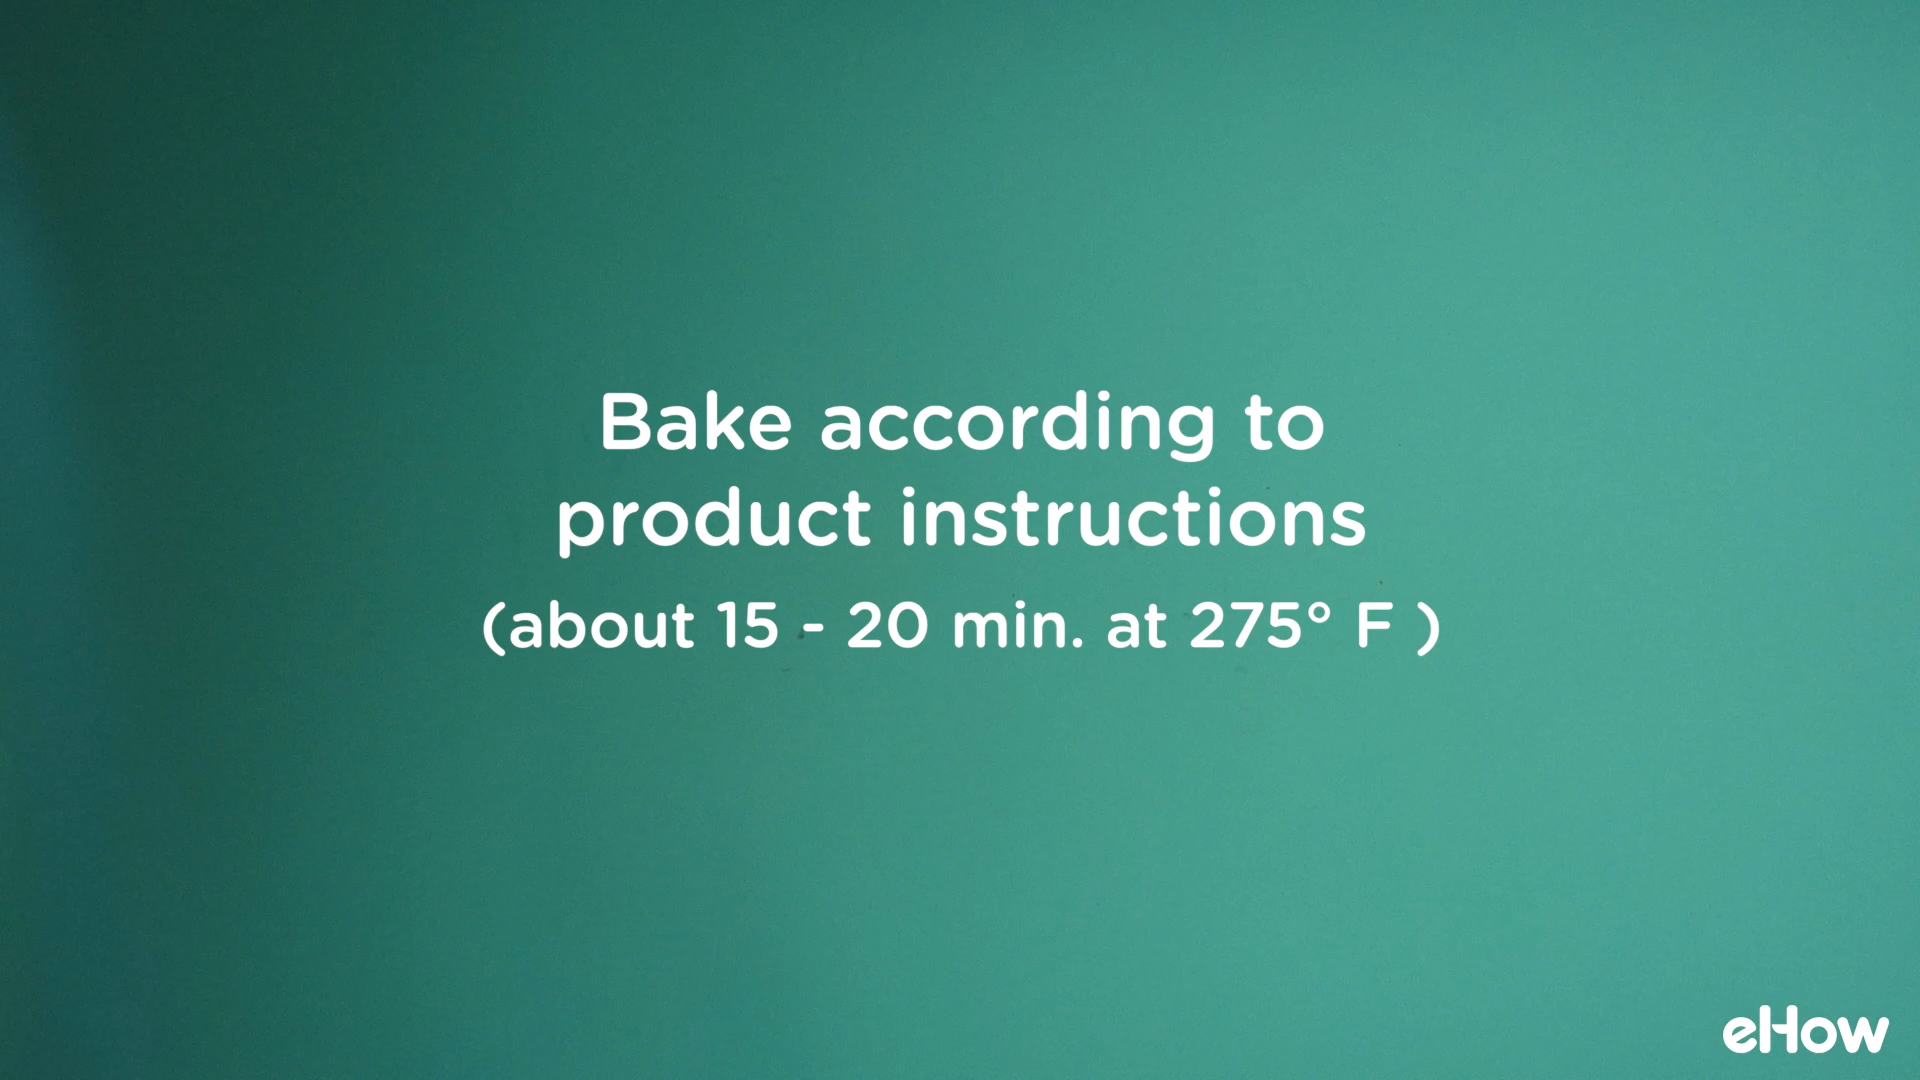 Bake according to
product instructions
(about 15 - 20 min. at 275° F )
eHow